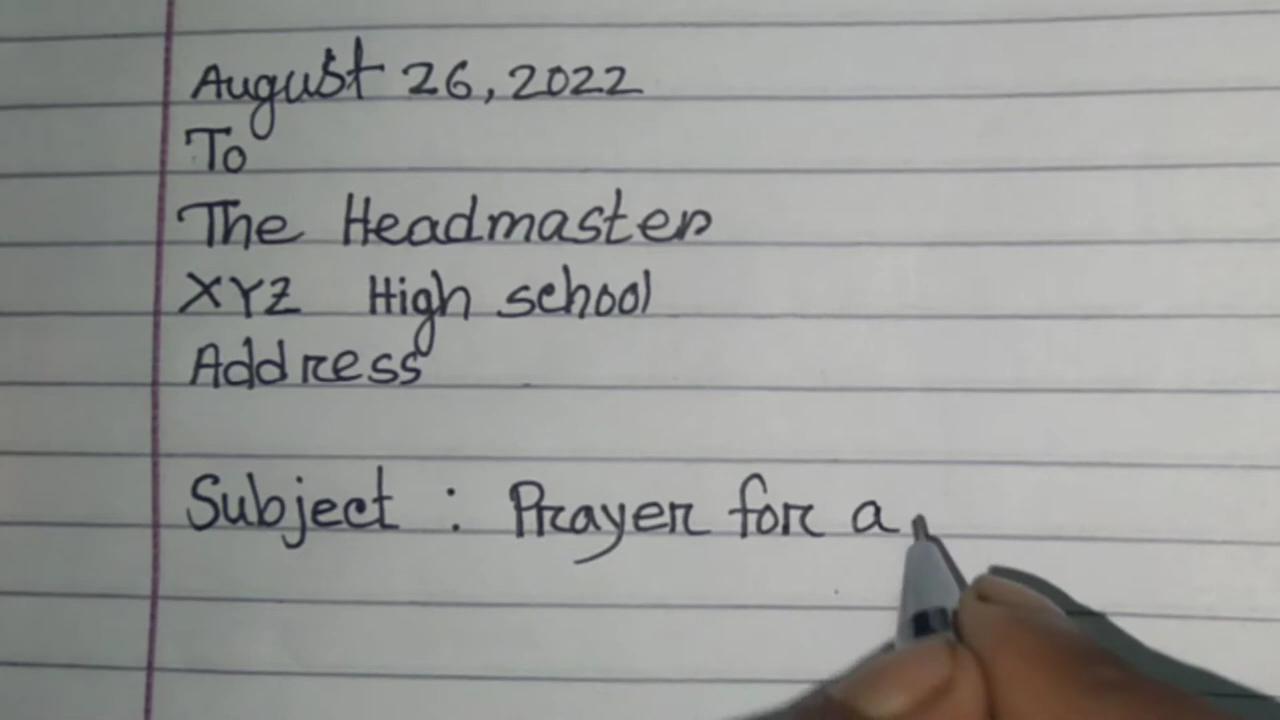 August 26, 2022
To
The Headmaster
XYZ High school
Address
Subject : Prayer for a